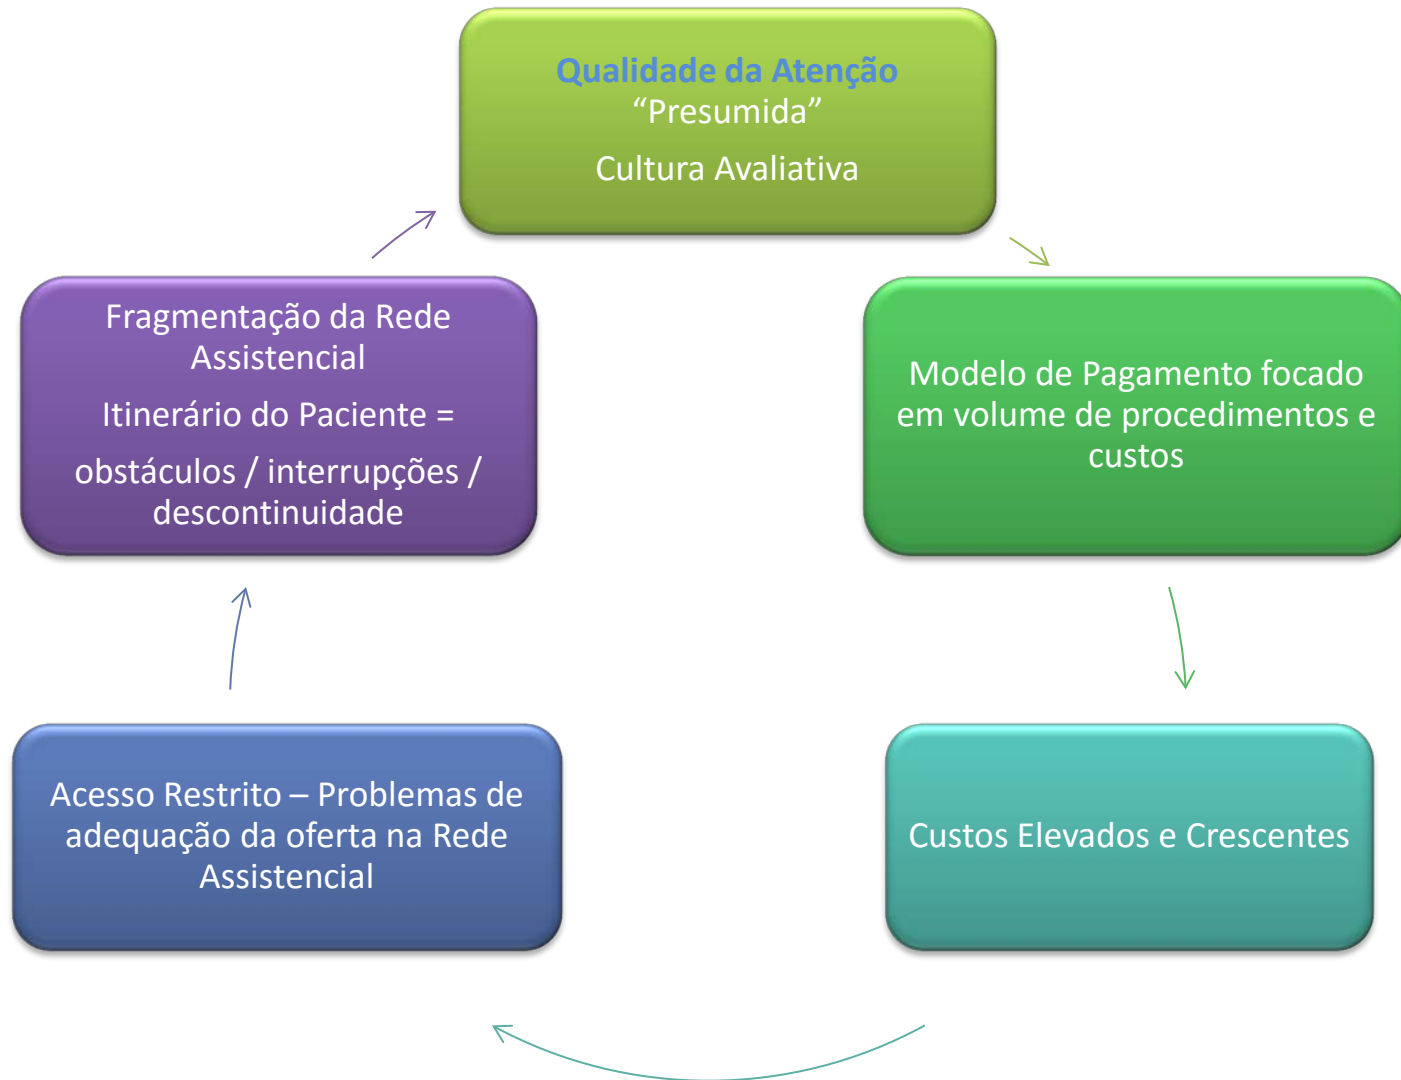 Qualidade da Atenção
“Presumida”
Cultura Avaliativa
Fragmentação da Rede
Assistencial
Itinerário do Paciente =
obstáculos / interrupções /
descontinuidade
Modelo de Pagamento focado
em volume de procedimentos e
custos
Acesso Restrito – Problemas de
adequação da oferta na Rede
Assistencial
Custos Elevados e Crescentes